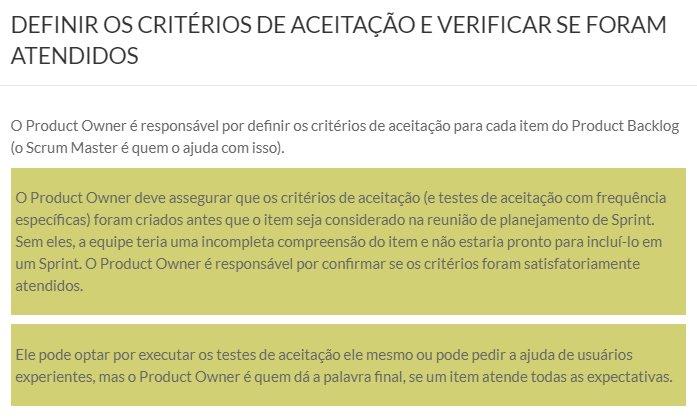 DEFINIR OS CRITÉRIOS DE ACEITAÇÃO E VERIFICAR SE FORAM
ATENDIDOS
O Product Owner é responsável por definir os critérios de aceitação para cada item do Product Backlog
(o Scrum Master é quem o ajuda com isso).
O Product Owner deve assegurar que os critérios de aceitação (e testes de aceitação com frequência
específicas) foram criados antes que o item seja considerado na reunião de planejamento de Sprint.
Sem eles, a equipe teria uma incompleta compreensão do item e não estaria pronto para incluí-lo em
um Sprint. O Product Owner é responsável por confirmar se os critérios foram satisfatoriamente
atendidos.
Ele pode optar por executar os testes de aceitação ele mesmo ou pode pedir a ajuda de usuários
experientes, mas o Product Owner é quem dá a palavra final, se um item atende todas as expectativas.